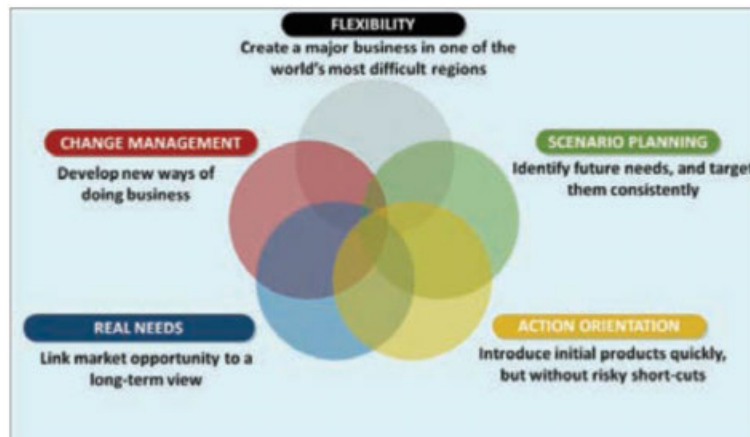 FLEXIBILITY
Create a major business in one of the
world's most difficult regions
CHANGE MANAGEMENT
Develop new ways of
doing business
SCENARIO PLANNING
Identify future needs, and target
them consistently
REAL NEEDS
Link market opportunity to a
long-term view
ACTION ORIENTATION
Introduce initial products quickly,
but without risky short-cuts